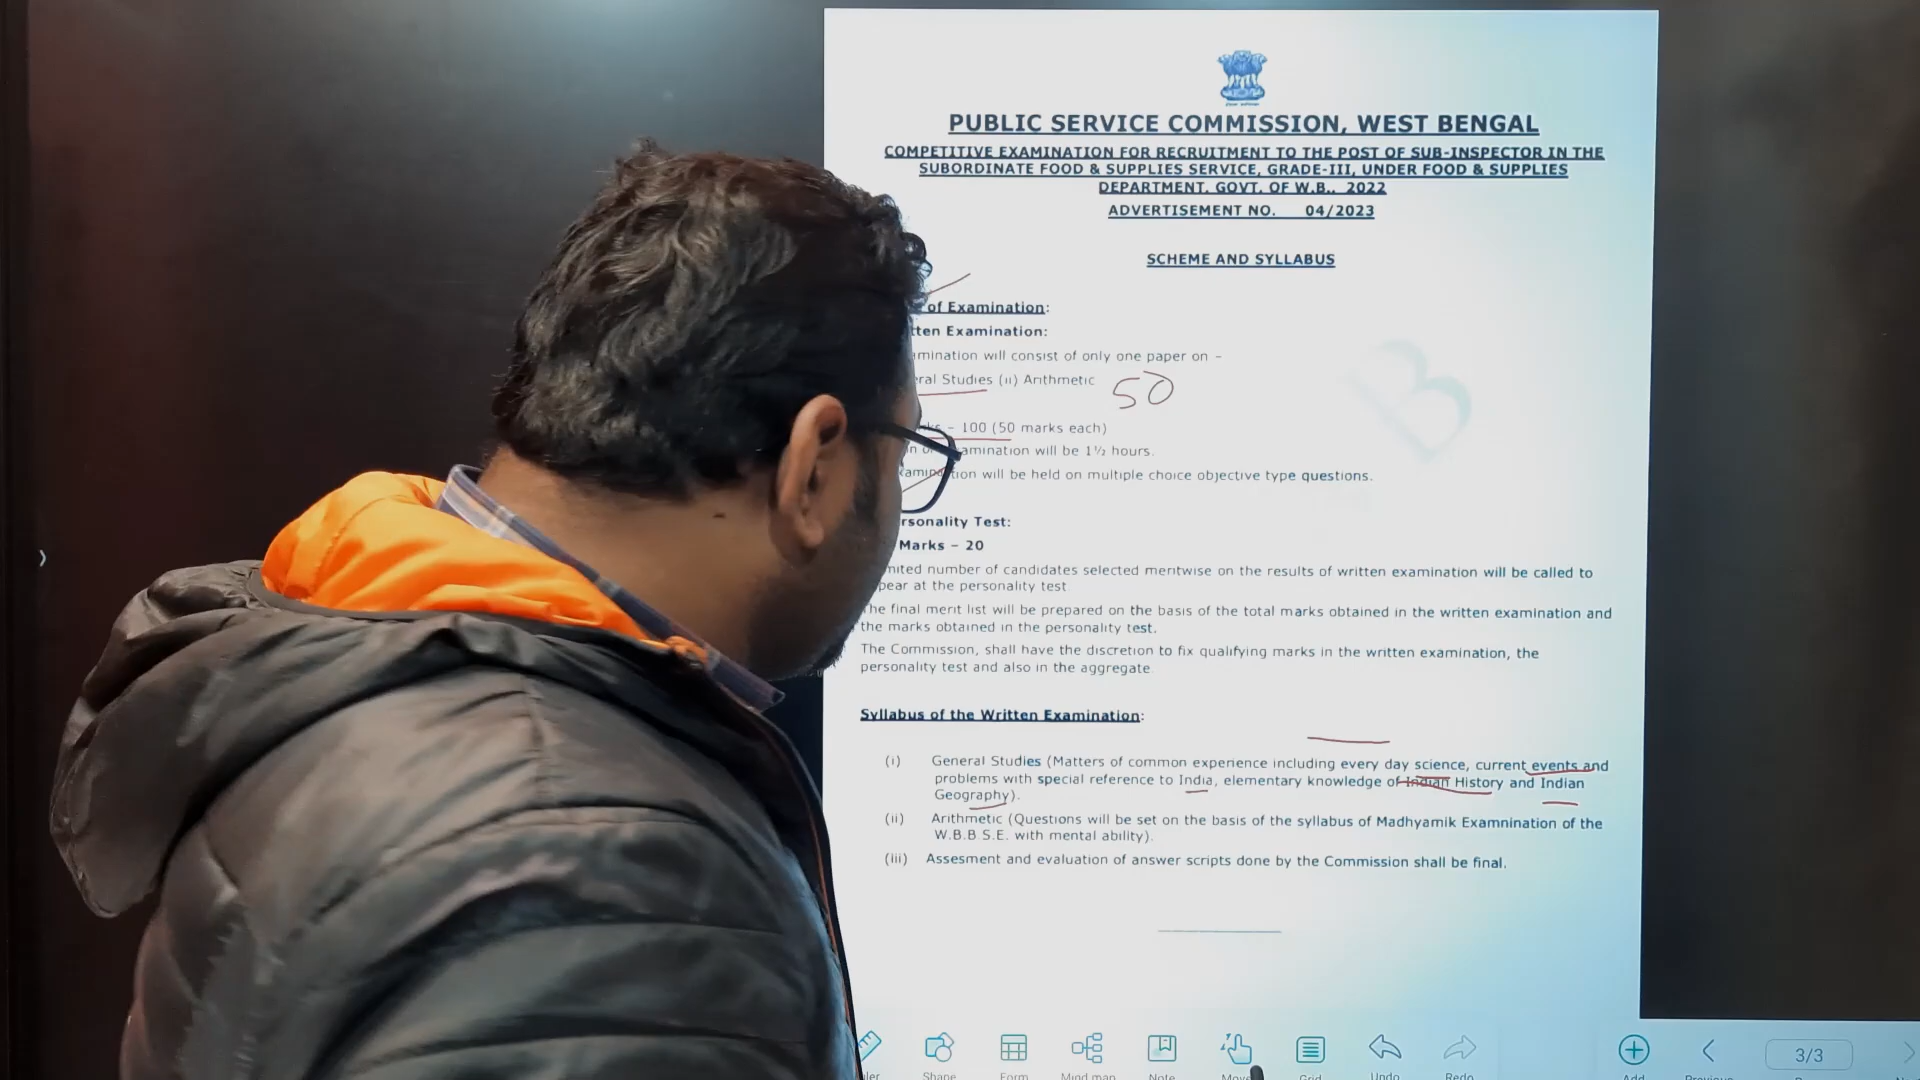 PUBLIC SERVICE COMMISSION, WEST BENGAL
COMPETITIVE EXAMINATION FOR RECRUITMENT TO THE POST OF SUB-INSPECTOR IN THE
SUBORDINATE FOOD & SUPPLIES SERVICE, GRADE-III, UNDER FOOD & SUPPLIES
DEPARTMENT, GOVT. OF W.B., 2022
ADVERTISEMENT NO. 04/2023
SCHEME AND SYLLABUS
of Examination:
tten Examination:
mination will consist of only one paper on –
ral Studies (ii) Arithmetic
50
ks – 100 (50 marks each)
amination will be 1½ hours.
amination will be held on multiple choice objective type questions.
rsonality Test:
Marks – 20
mited number of candidates selected meritwise on the results of written examination will be called to
pear at the personality test
The final merit list will be prepared on the basis of the total marks obtained in the written examination and
the marks obtained in the personality test.
The Commission, shall have the discretion to fix qualifying marks in the written examination, the
personality test and also in the aggregate.
Syllabus of the Written Examination:
(i) General Studies (Matters of common experience including every day science, current events and
problems with special reference to India, elementary knowledge of Indian History and Indian
Geography).
(ii) Arithmetic (Questions will be set on the basis of the syllabus of Madhyamik Examnination of the
W.B.B S.E. with mental ability).
(iii) Assesment and evaluation of answer scripts done by the Commission shall be final.
ler Shape Form Mind map Note Move Grid Undo Redo Add Previous
3/3